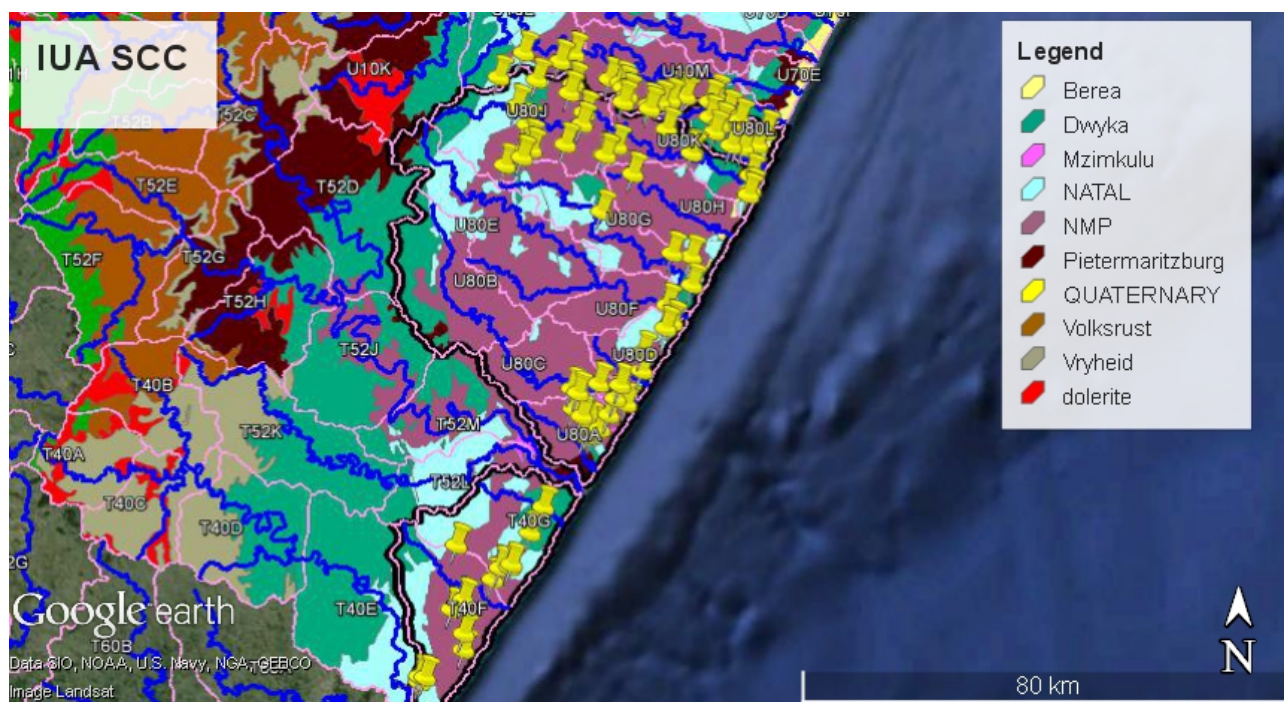 IUA SCC
U10K
U10M
U70E
T52C
T52B
U80J
U80L
U80K
T52E
T52D
U80H
U80G
U80E
T52F
T52G
U80B
T52H
U80F
T52J
U80D
U80C
T40B
T52M
T52K
U80A
T40A
T52L
T40C
T40D
T40G
T40E
T40F
T60B
Legend
Berea
Dwyka
Mzimkulu
NATAL
NMP
Pietermaritzburg
QUATERNARY
Volksrust
Vryheid
dolerite
Google earth
Data SIO, NOAA, U.S. Navy, NGA, GEBCO
Image Landsat
N
80 km